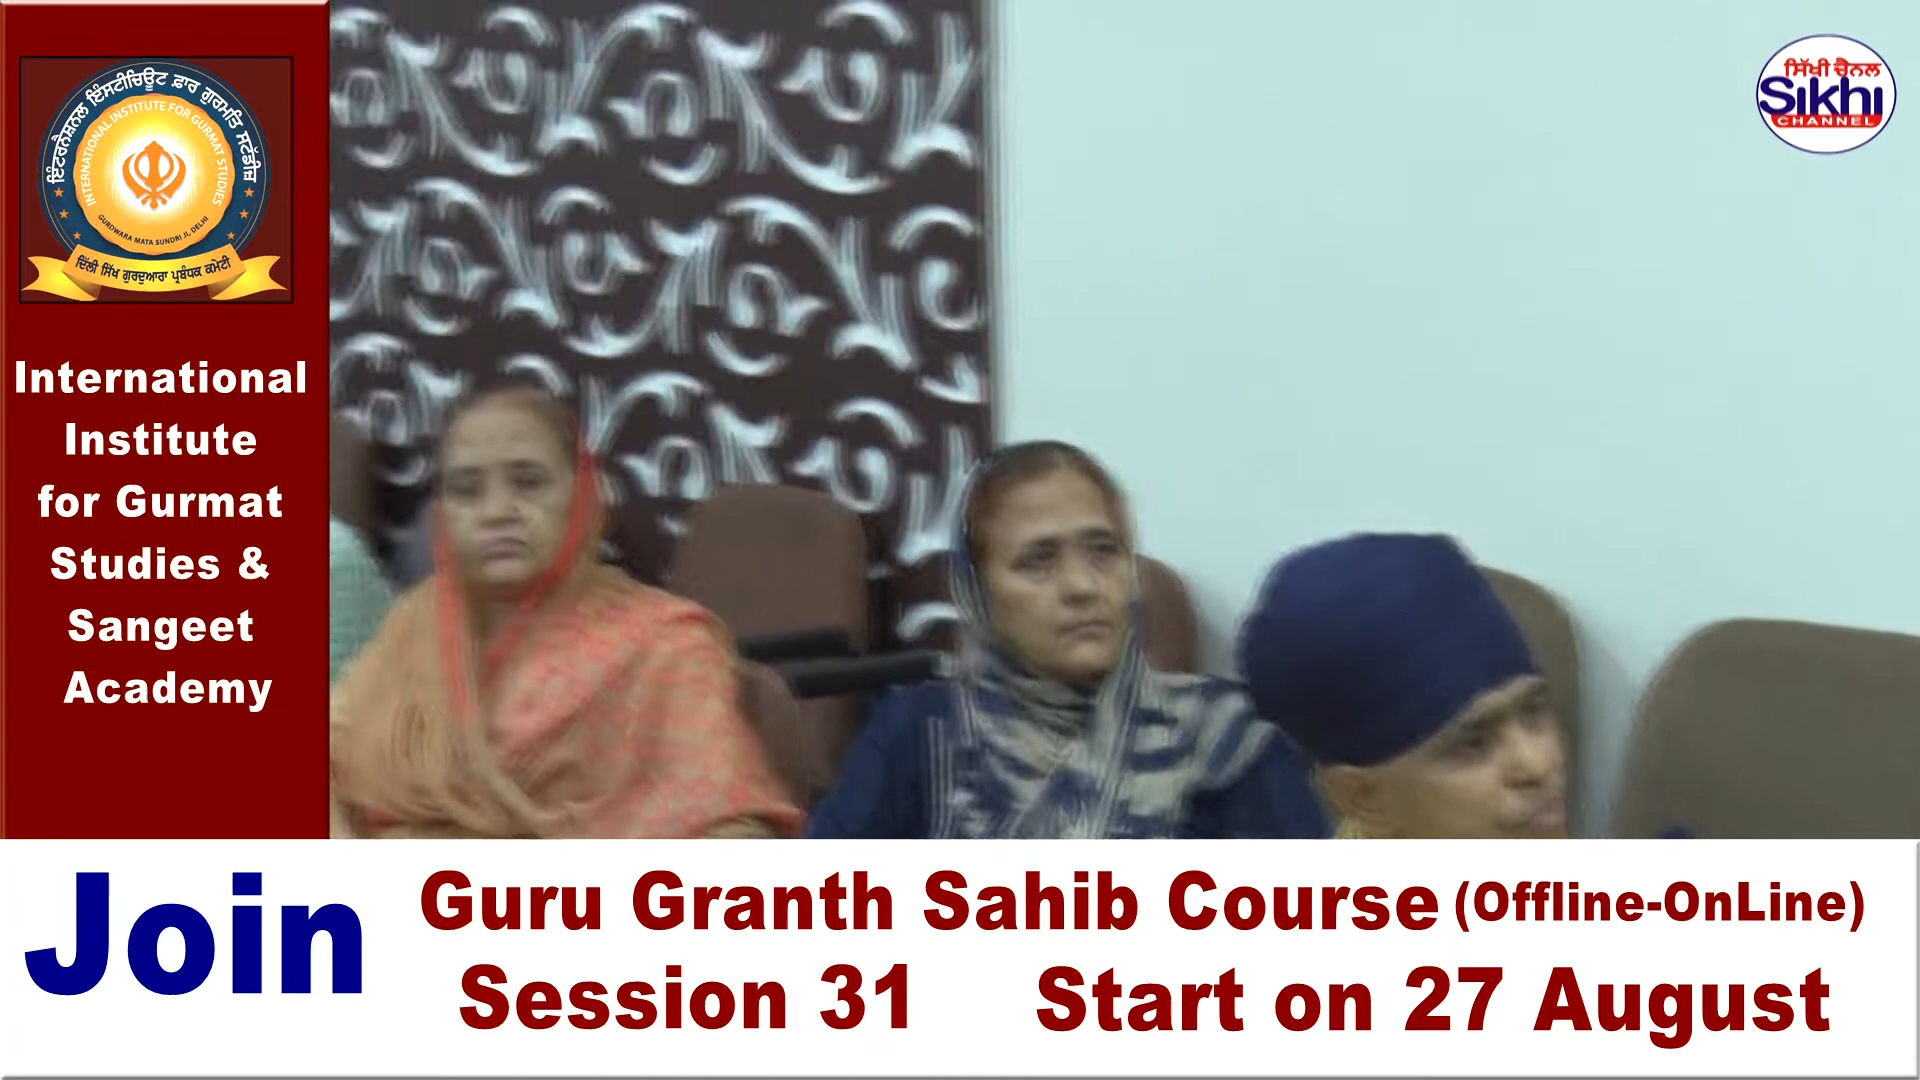 ਇੰਟਰਨੈਸ਼ਨਲ ਇੰਸਟੀਚਿਊਟ ਫ਼ਾਰ ਗੁਰਮਤਿ ਸਟੱਡੀਜ਼
INTERNATIONAL INSTITUTE FOR GURMAT STUDIES
GURDWARA MATA SUNDRI JI, DELHI
ਦਿੱਲੀ ਸਿੱਖ ਗੁਰਦੁਆਰਾ ਪ੍ਰਬੰਧਕ ਕਮੇਟੀ
International
Institute
for Gurmat
Studies &
Sangeet
Academy
ਸਿੱਖੀ ਚੈਨਲ
Sikhi
CHANNEL
Join
Guru Granth Sahib Course (Offline-OnLine)
Session 31 Start on 27 August